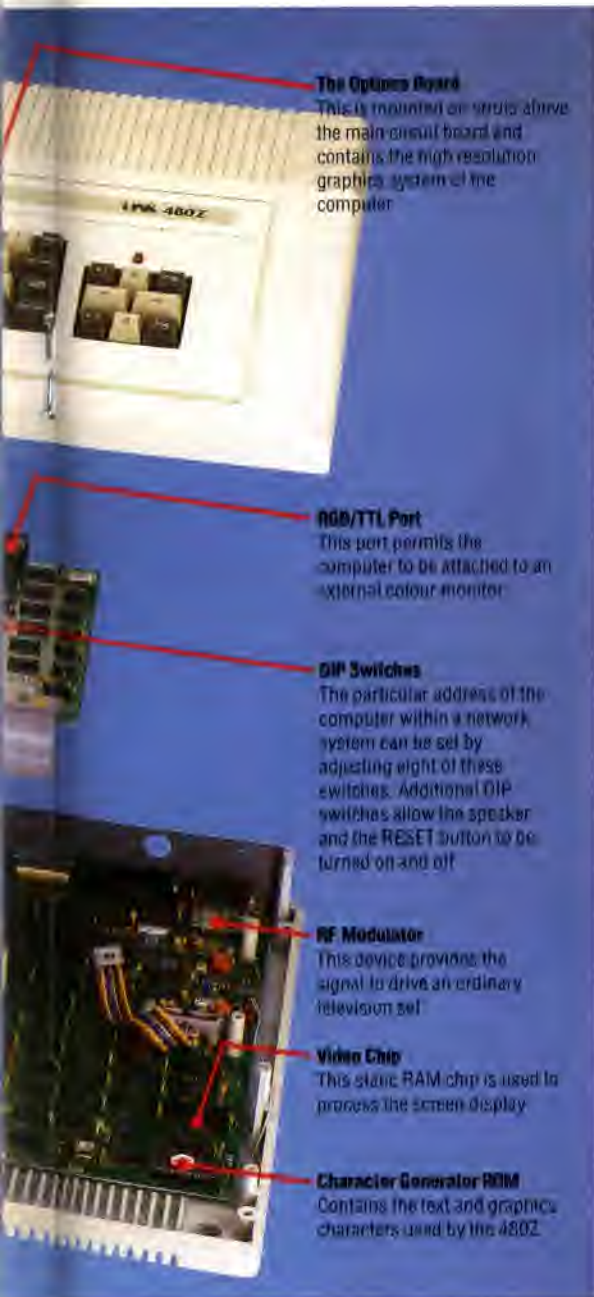 The Options Board
This is mounted on struts above
the main circuit board and
contains the high resolution
graphics system of the
computer
LINK 480Z
RGB/TTL Port
This port permits the
computer to be attached to an
external colour monitor
DIP Switches
The particular address of the
computer within a network
system can be set by
adjusting eight of these
switches. Additional DIP
switches allow the speaker
and the RESET button to be
turned on and off
RF Modulator
This device provides the
signal to drive an ordinary
television set
Video Chip
This static RAM chip is used to
process the screen display
Character Generator ROM
Contains the text and graphics
characters used by the 480Z